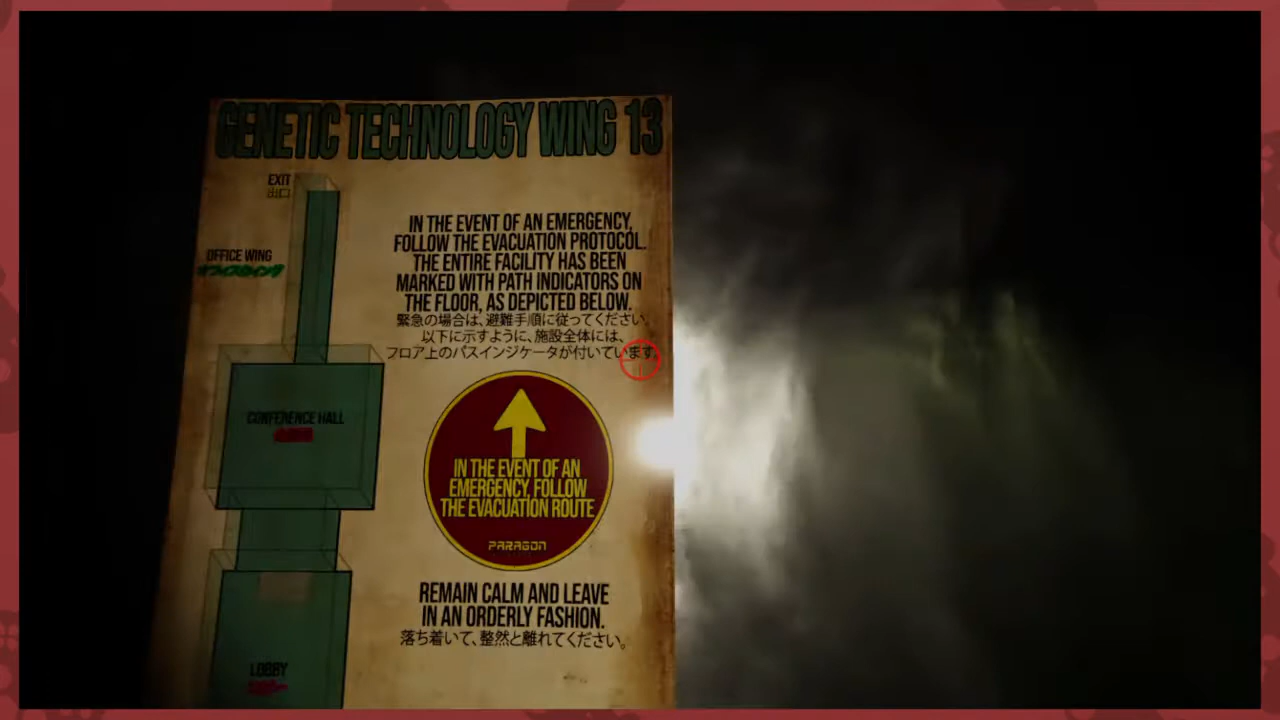 GENETIC TECHNOLOGY WING 13
EXIT
出口
OFFICE WING
オフィスウイング
IN THE EVENT OF AN EMERGENCY,
FOLLOW THE EVACUATION PROTOCOL.
THE ENTIRE FACILITY HAS BEEN
MARKED WITH PATH INDICATORS ON
THE FLOOR, AS DEPICTED BELOW.
緊急の場合は、避難手順に従ってください。
以下に示すように、施設全体には、
フロア上のパスインジケータが付いています。
CONFERENCE HALL
IN THE EVENT OF AN
EMERGENCY, FOLLOW
THE EVACUATION ROUTE
PARAGON
REMAIN CALM AND LEAVE
IN AN ORDERLY FASHION.
落ち着いて、整然と離れてください。
LOBBY